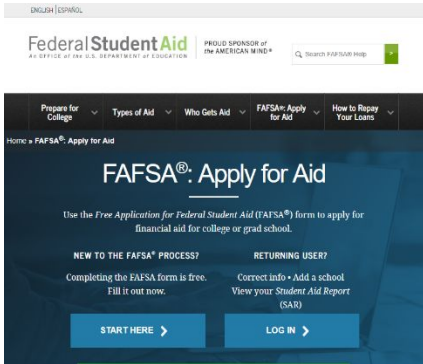 ENGLISH | ESPAÑOL
Federal Student Aid
An OFFICE of the U.S. DEPARTMENT of EDUCATION
PROUD SPONSOR of
the AMERICAN MIND®
Search FAFSA® Help
Prepare for College
Types of Aid
Who Gets Aid
FAFSA®: Apply for Aid
How to Repay Your Loans
Home » FAFSA®: Apply for Aid
FAFSA®: Apply for Aid
Use the Free Application for Federal Student Aid (FAFSA®) form to apply for
financial aid for college or grad school.
NEW TO THE FAFSA® PROCESS?
Completing the FAFSA form is free.
Fill it out now.
START HERE
RETURNING USER?
Correct info • Add a school
View your Student Aid Report
(SAR)
LOG IN